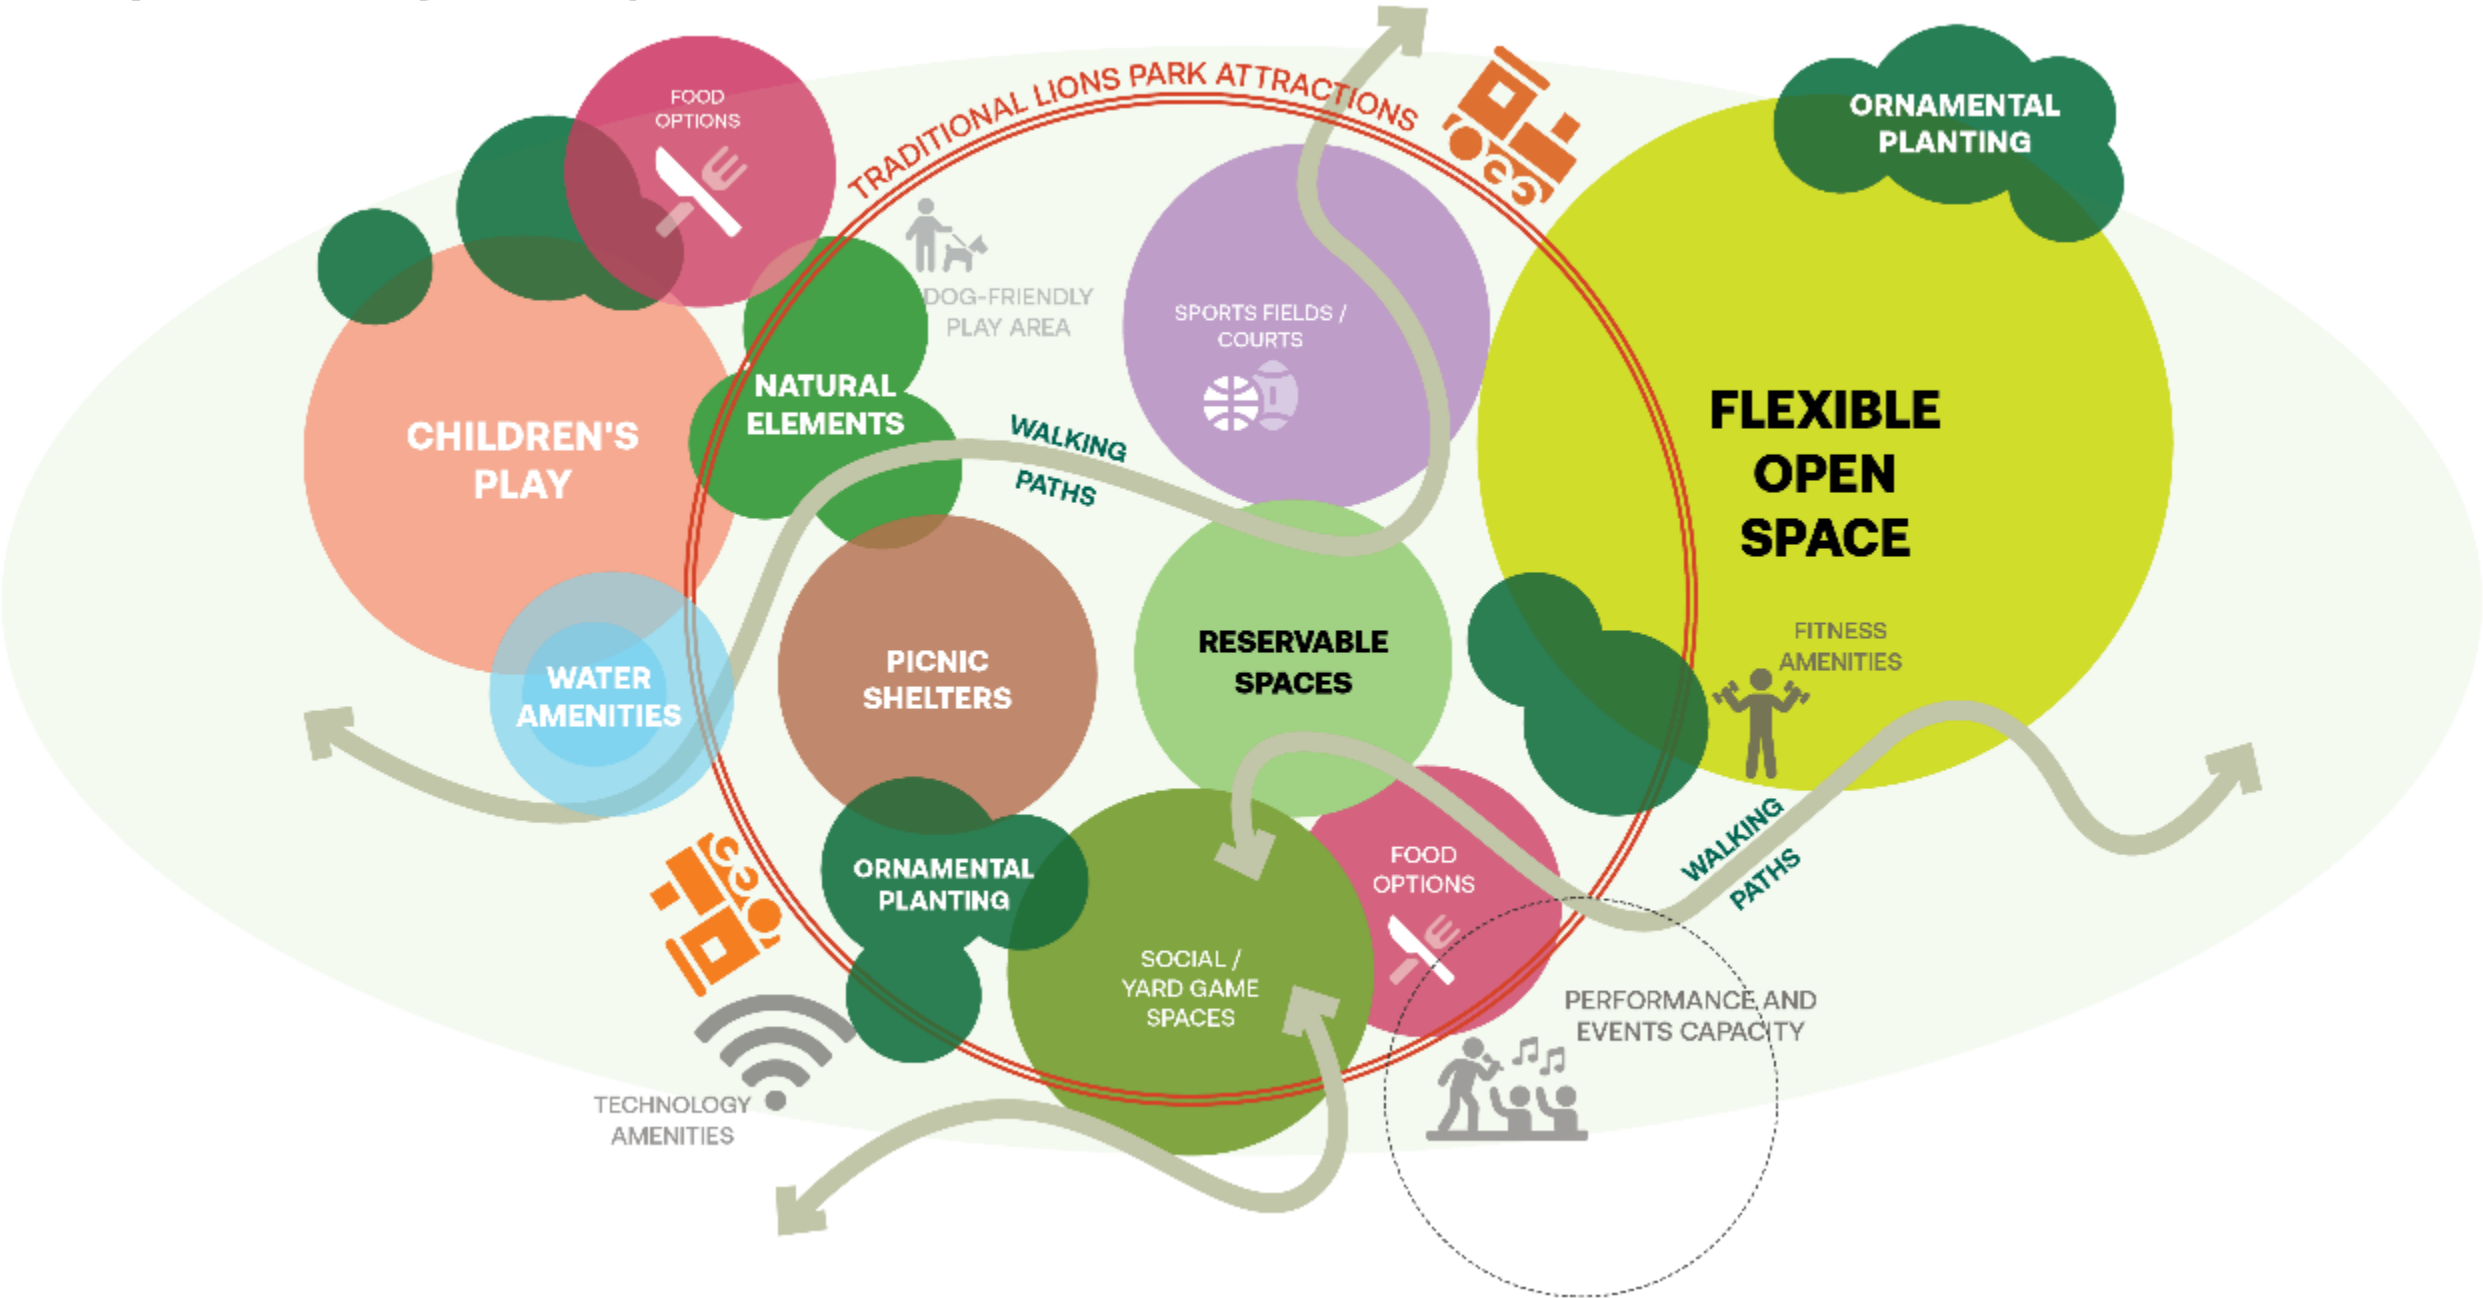 FOOD
OPTIONS
TRADITIONAL LIONS PARK ATTRACTIONS
ORNAMENTAL
PLANTING
DOG-FRIENDLY
PLAY AREA
SPORTS FIELDS /
COURTS
NATURAL
ELEMENTS
CHILDREN'S
PLAY
WALKING
PATHS
FLEXIBLE
OPEN
SPACE
FITNESS
AMENITIES
RESERVABLE
SPACES
PICNIC
SHELTERS
WATER
AMENITIES
WALKING
PATHS
FOOD
OPTIONS
ORNAMENTAL
PLANTING
SOCIAL /
YARD GAME
SPACES
PERFORMANCE AND
EVENTS CAPACITY
TECHNOLOGY
AMENITIES